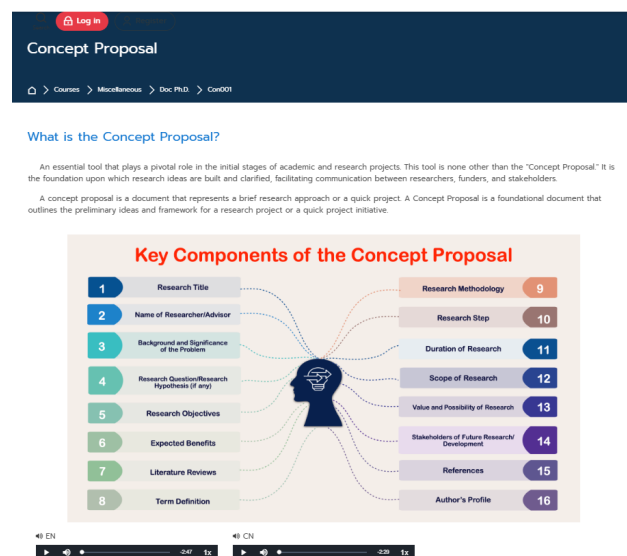 Log in
Concept Proposal
Courses
Miscellaneous
Doc Ph.D.
Con001
What is the Concept Proposal?
An essential tool that plays a pivotal role in the initial stages of academic and research projects. This tool is none other than the "Concept Proposal." It is
the foundation upon which research ideas are built and clarified, facilitating communication between researchers, funders, and stakeholders.
A concept proposal is a document that represents a brief research approach or a quick project. A Concept Proposal is a foundational document that
outlines the preliminary ideas and framework for a research project or a quick project initiative.
Key Components of the Concept Proposal
1 Research Title
2 Name of Researcher/Advisor
3 Background and Significance
of the Problem
4 Research Question/Research
Hypothesis (if any)
5 Research Objectives
6 Expected Benefits
7 Literature Reviews
8 Term Definition
Research Methodology 9
Research Step 10
Duration of Research 11
Scope of Research 12
Value and Possibility of Research 13
Stakeholders of Future Research/
Development 14
References 15
Author's Profile 16
EN
-2:47 1x
CN
-2:29 1x